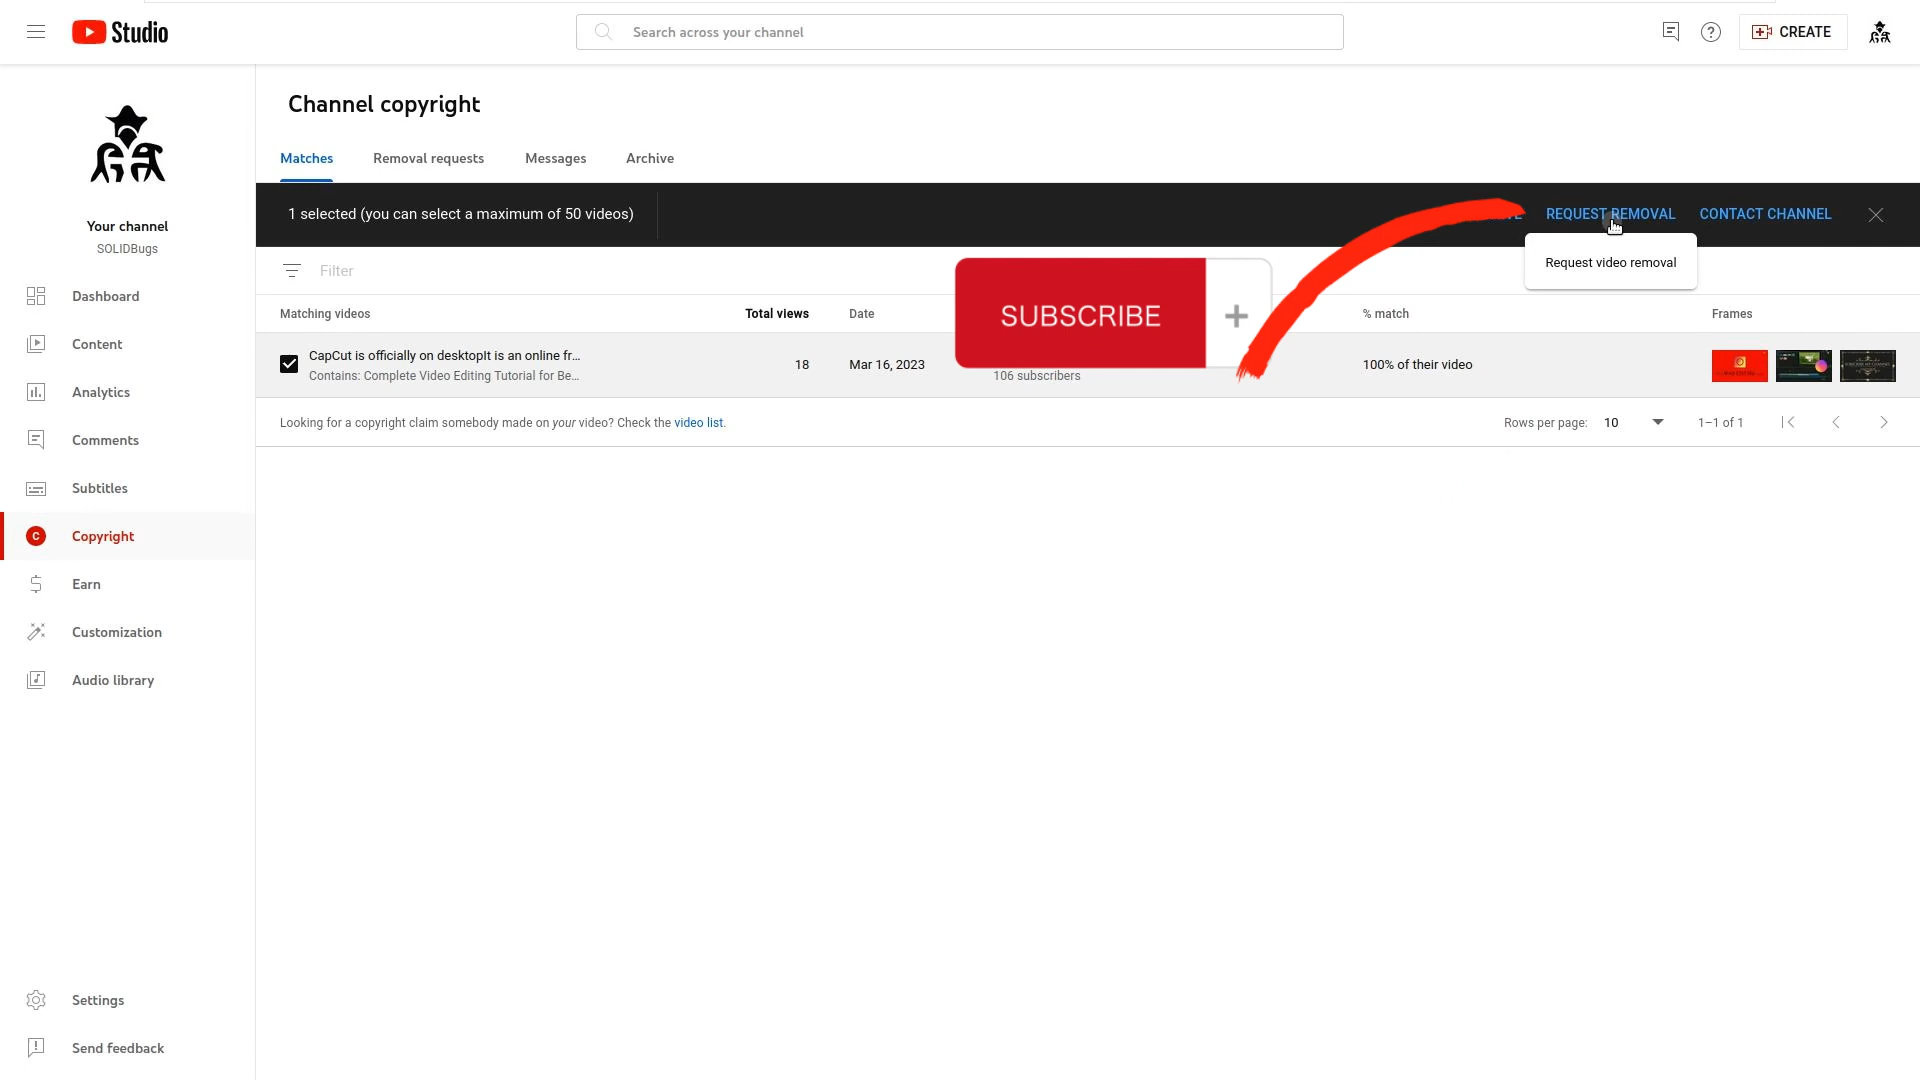 Studio
Search across your channel
CREATE
Channel copyright
Matches
Removal requests
Messages
Archive
1 selected (you can select a maximum of 50 videos)
REQUEST REMOVAL
CONTACT CHANNEL
Request video removal
Your channel
SOLIDBugs
Filter
SUBSCRIBE
Matching videos
Total views
Date
% match
Frames
CapCut is officially on desktopIt is an online fr...
Contains: Complete Video Editing Tutorial for Be...
18
Mar 16, 2023
106 subscribers
100% of their video
Looking for a copyright claim somebody made on your video? Check the video list.
Rows per page: 10
1–1 of 1
Dashboard
Content
Analytics
Comments
Subtitles
C
Copyright
Earn
Customization
Audio library
Settings
Send feedback